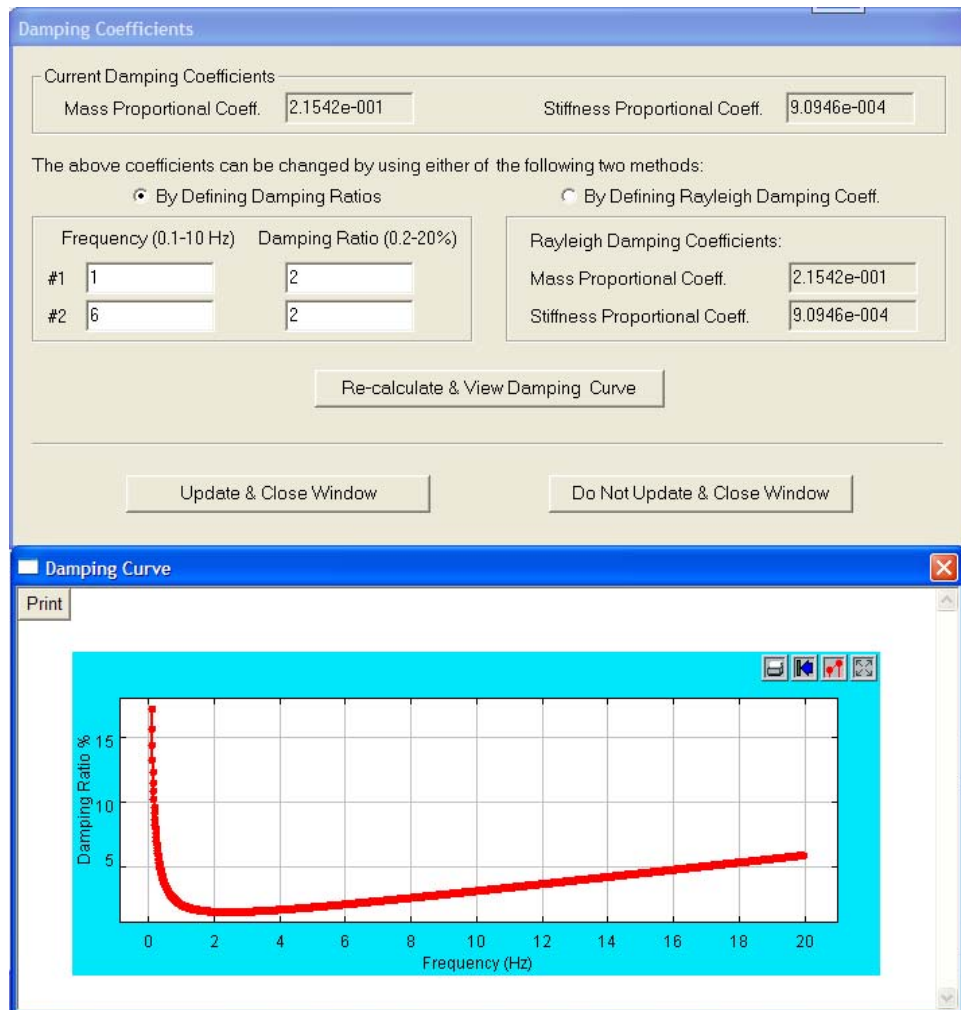 Damping Coefficients
Current Damping Coefficients
Mass Proportional Coeff. 2.1542e-001 Stiffness Proportional Coeff. 9.0946e-004
The above coefficients can be changed by using either of the following two methods:
By Defining Damping Ratios By Defining Rayleigh Damping Coeff.
Frequency (0.1-10 Hz) Damping Ratio (0.2-20%) Rayleigh Damping Coefficients:
#1 1 2 Mass Proportional Coeff. 2.1542e-001
#2 6 2 Stiffness Proportional Coeff. 9.0946e-004
Re-calculate & View Damping Curve
Update & Close Window Do Not Update & Close Window
Damping Curve
Print
Damping Ratio %
15
10
5
0 2 4 6 8 10 12 14 16 18 20
Frequency (Hz)